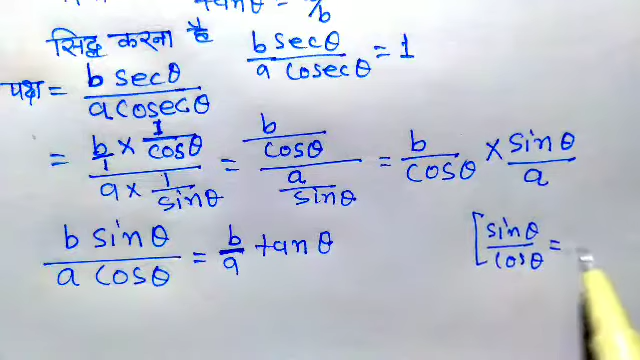 tanθ = /b
सिद्ध करना है b secθ / a cosecθ = 1
पक्ष = b secθ / a cosecθ
= b/1 × 1/cosθ / a × 1/sinθ = b/cosθ / a/sinθ = b/cosθ × sinθ/a
b sinθ / a cosθ = b/a tanθ [sinθ/cosθ =